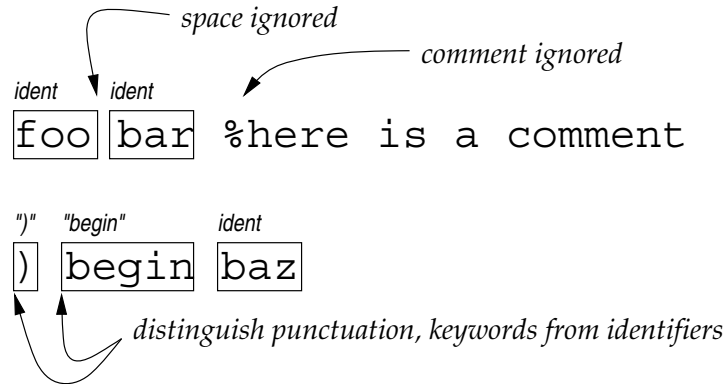 space ignored
comment ignored
ident ident
foo bar %here is a comment
")" "begin" ident
) begin baz
distinguish punctuation, keywords from identifiers